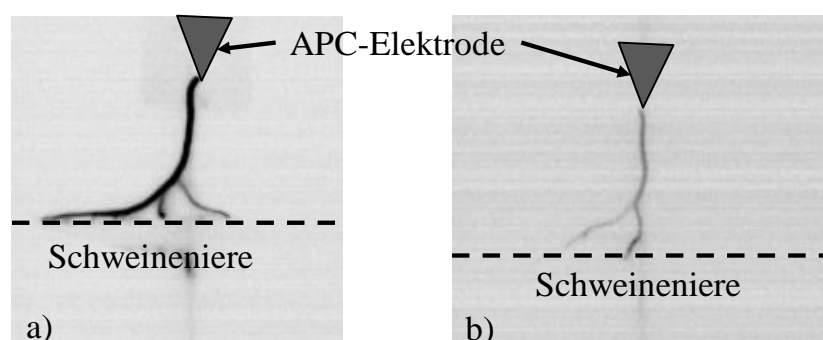 APC-Elektrode
Schweineniere
Schweineniere
a)
b)